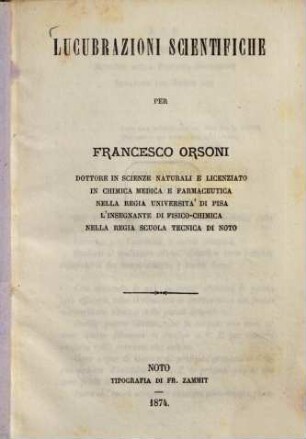 LUCUBRAZIONI SCIENTIFICHE
PER
FRANCESCO ORSONI
DOTTORE IN SCIENZE NATURALI E LICENZIATO
IN CHIMICA MEDICA E FARMACEUTICA
NELLA REGIA UNIVERSITA' DI PISA
L'INSEGNANTE DI FISICO-CHIMICA
NELLA REGIA SCUOLA TECNICA DI NOTO
NOTO
TIPOGRAFIA DI FR. ZAMMIT
1874.